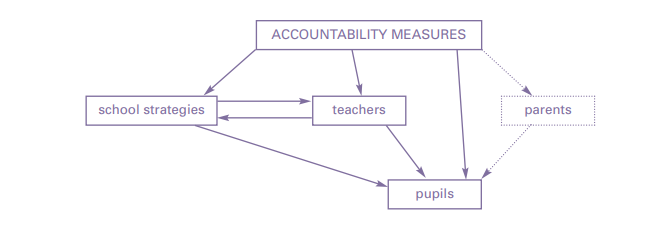 ACCOUNTABILITY MEASURES
school strategies
teachers
parents
pupils